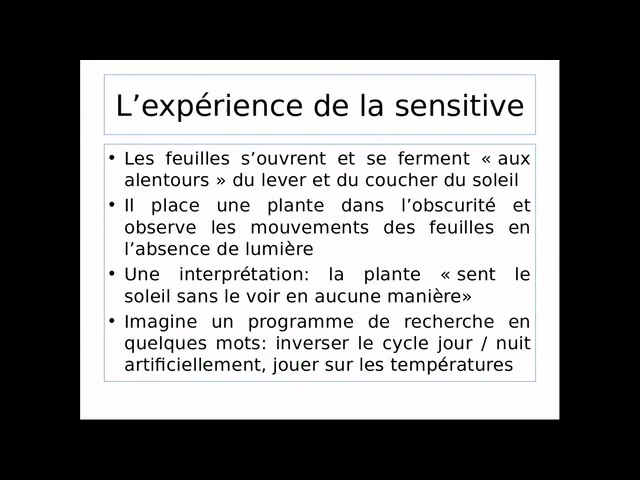 L’expérience de la sensitive
• Les feuilles s’ouvrent et se ferment « aux
alentours » du lever et du coucher du soleil
• Il place une plante dans l’obscurité et
observe les mouvements des feuilles en
l’absence de lumière
• Une interprétation: la plante « sent le
soleil sans le voir en aucune manière»
• Imagine un programme de recherche en
quelques mots: inverser le cycle jour / nuit
artificiellement, jouer sur les températures